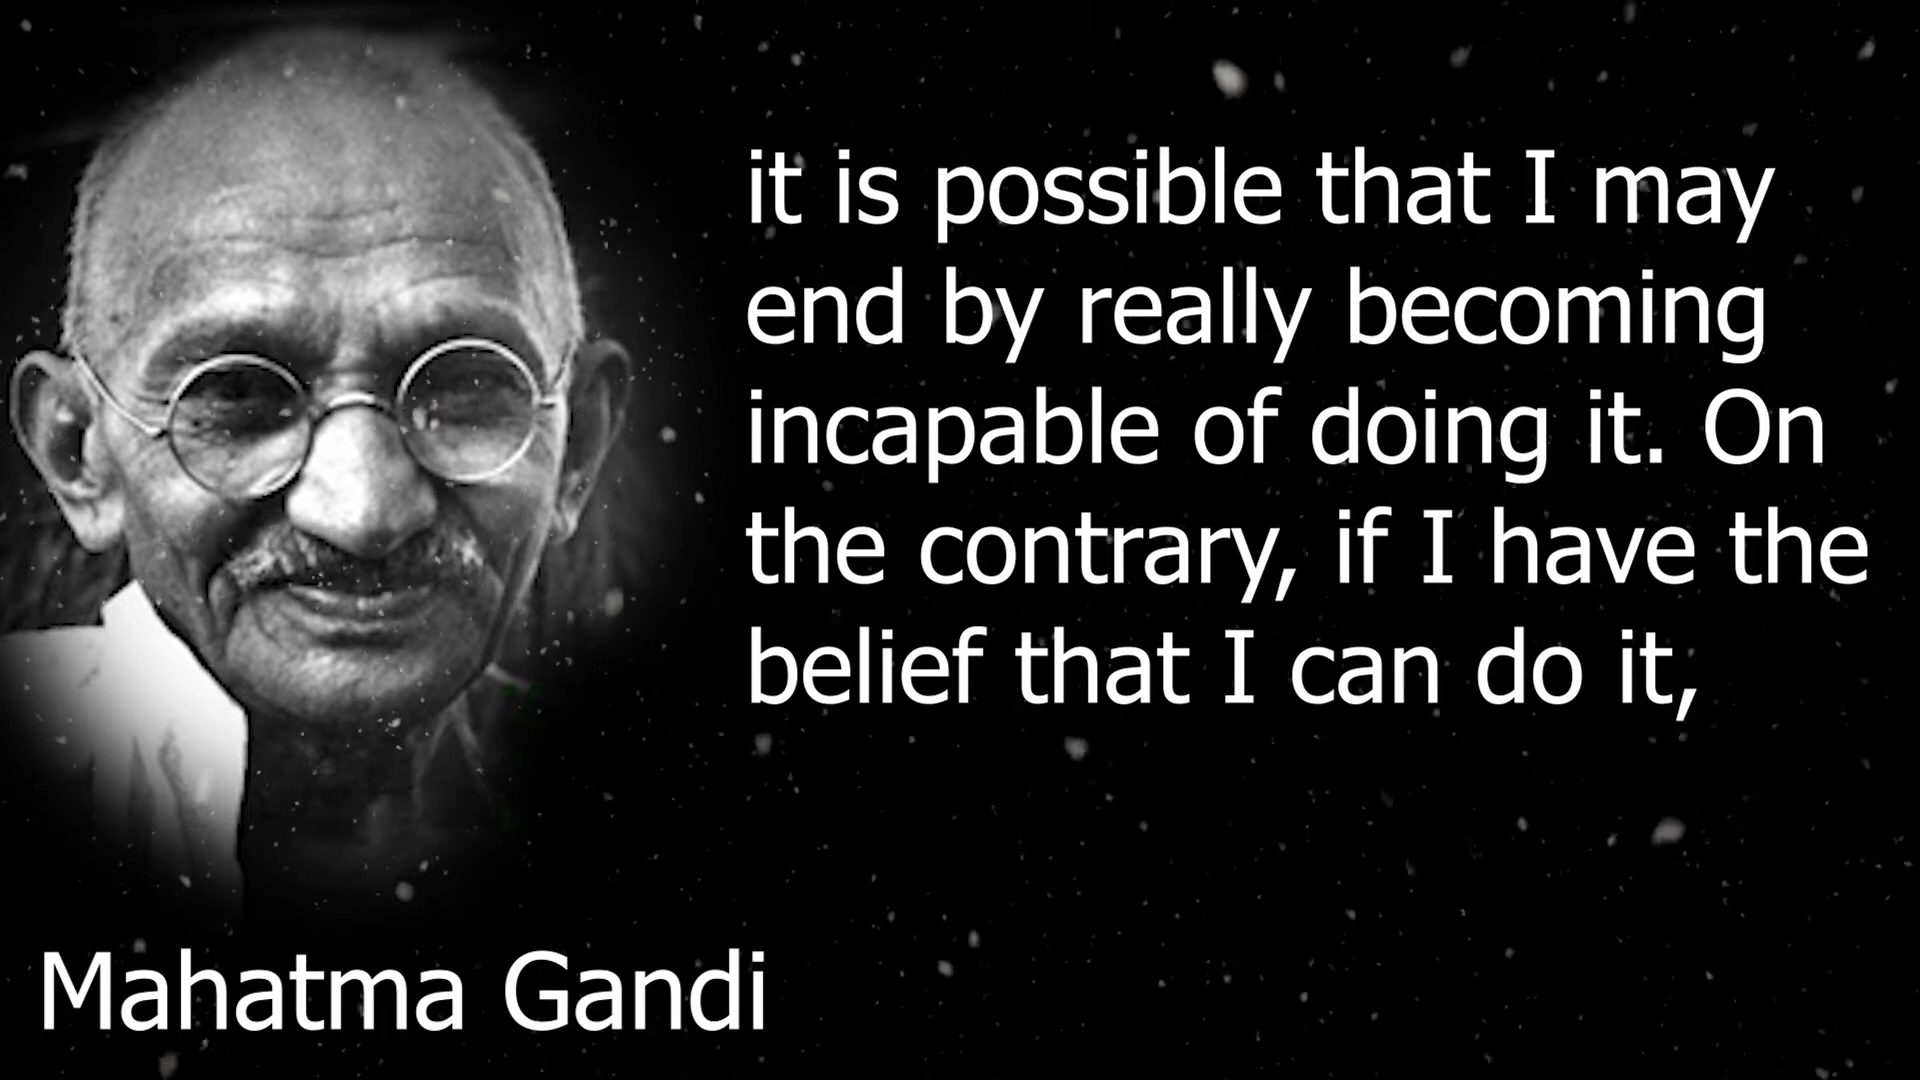 it is possible that I may
end by really becoming
incapable of doing it. On
the contrary, if I have the
belief that I can do it,
Mahatma Gandi